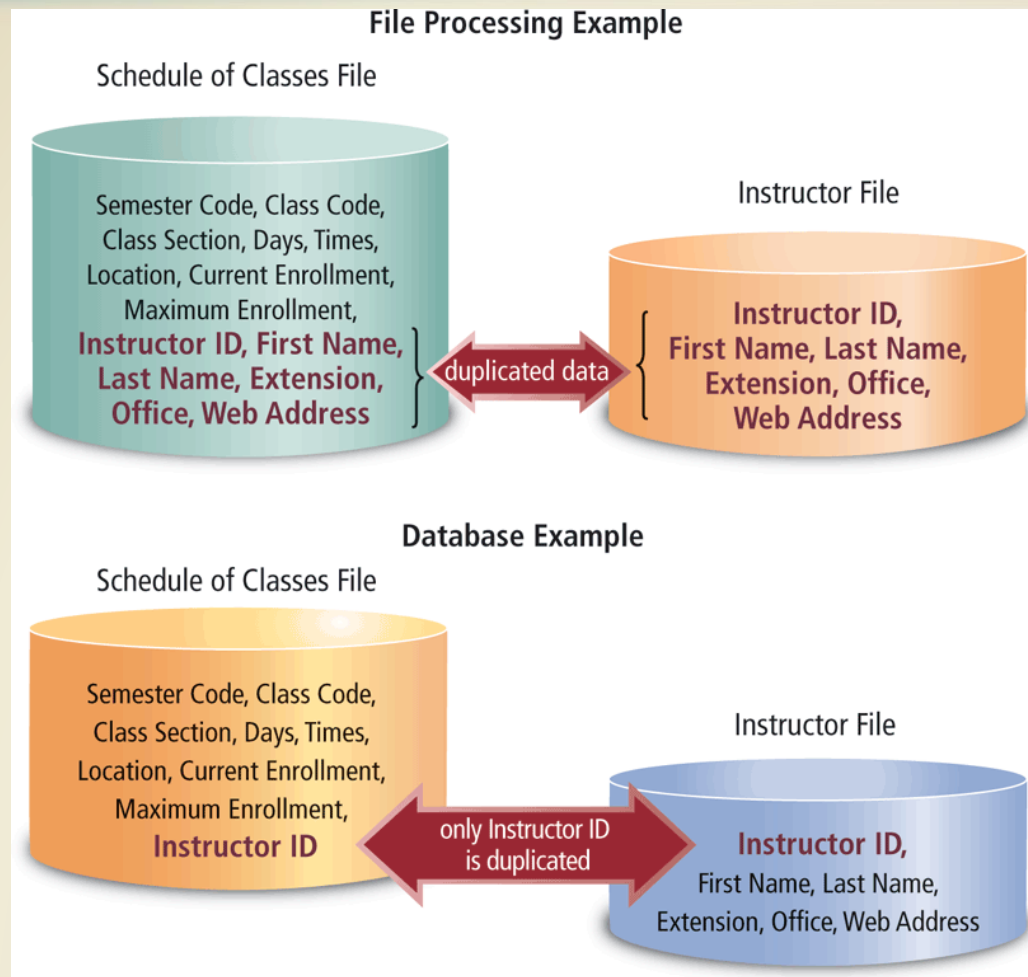 File Processing Example
Schedule of Classes File
Semester Code, Class Code,
Class Section, Days, Times,
Location, Current Enrollment,
Maximum Enrollment,
Instructor ID, First Name,
Last Name, Extension,
Office, Web Address
duplicated data
Instructor File
Instructor ID,
First Name, Last Name,
Extension, Office,
Web Address
Database Example
Schedule of Classes File
Semester Code, Class Code,
Class Section, Days, Times,
Location, Current Enrollment,
Maximum Enrollment,
Instructor ID
only Instructor ID
is duplicated
Instructor File
Instructor ID,
First Name, Last Name,
Extension, Office, Web Address